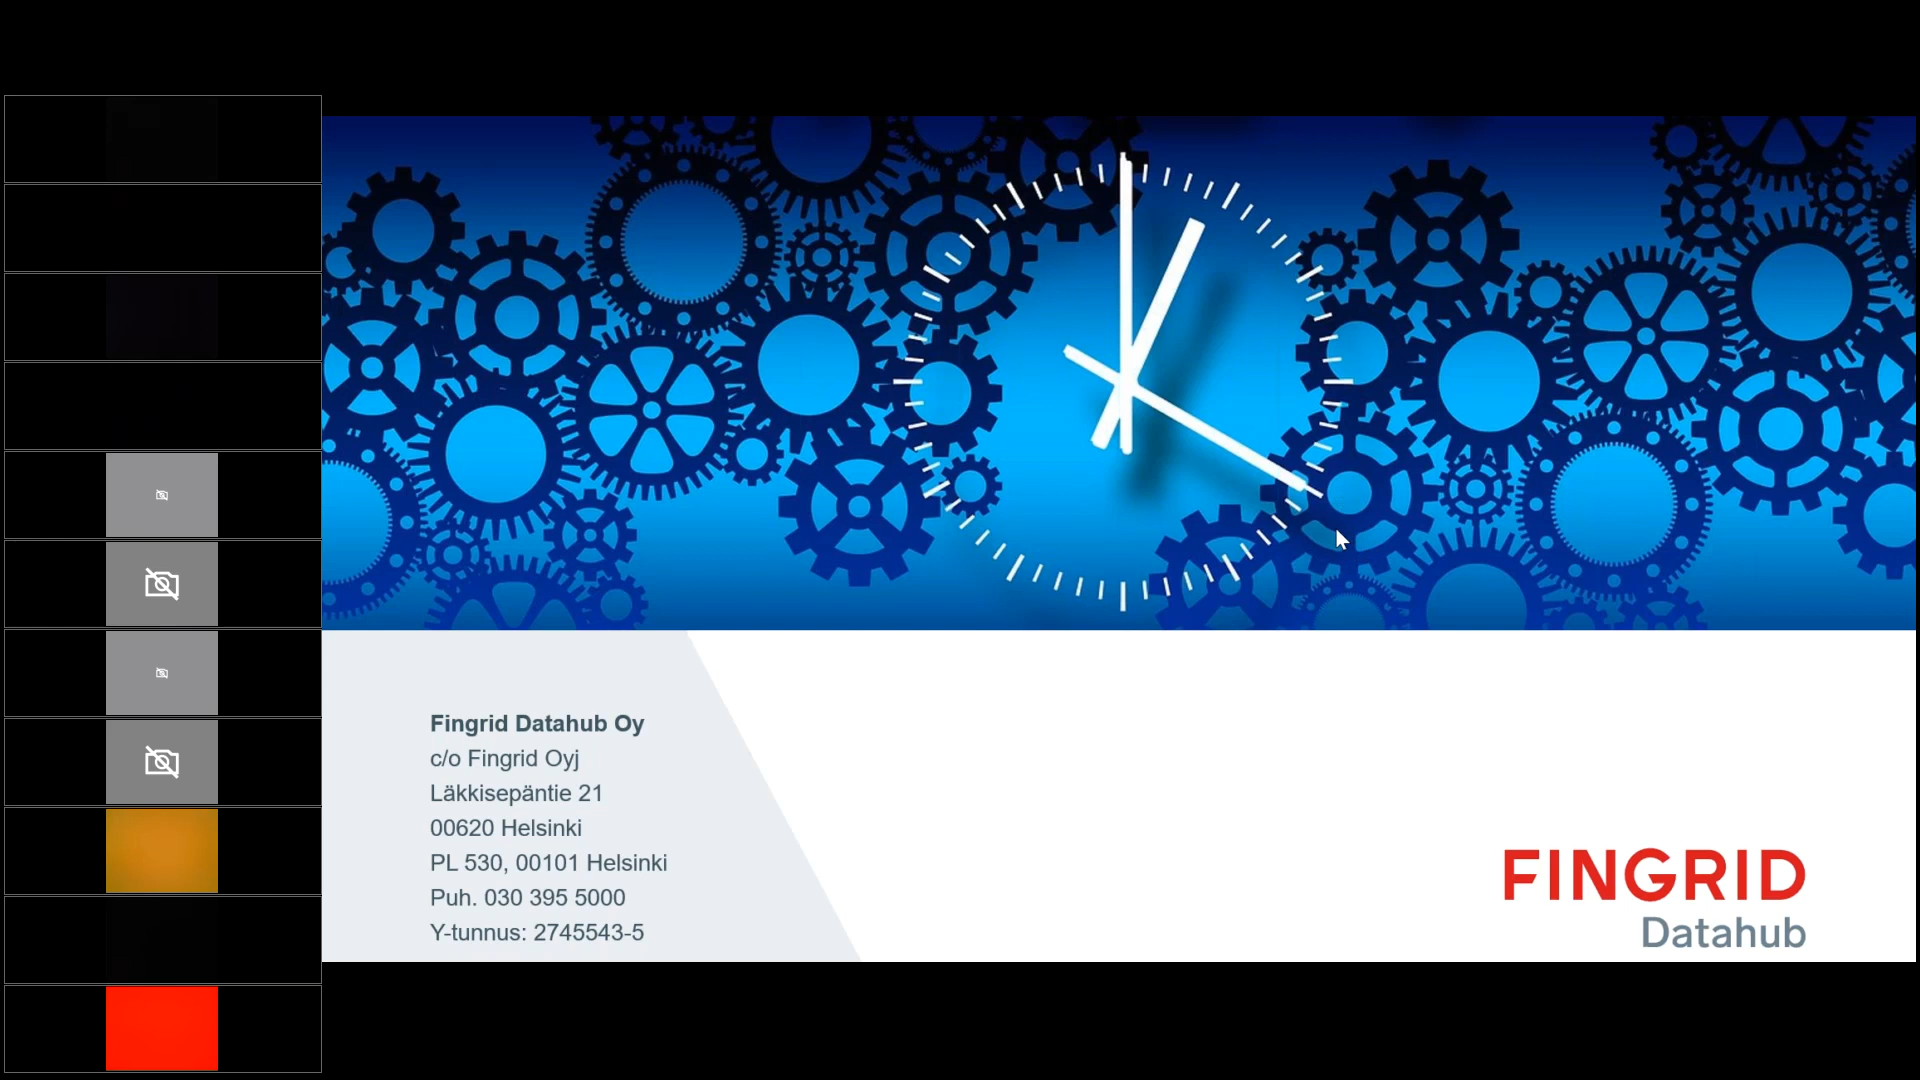 Fingrid Datahub Oy
c/o Fingrid Oyj
Läkkisepäntie 21
00620 Helsinki
PL 530, 00101 Helsinki
Puh. 030 395 5000
Y-tunnus: 2745543-5
FINGRID
Datahub